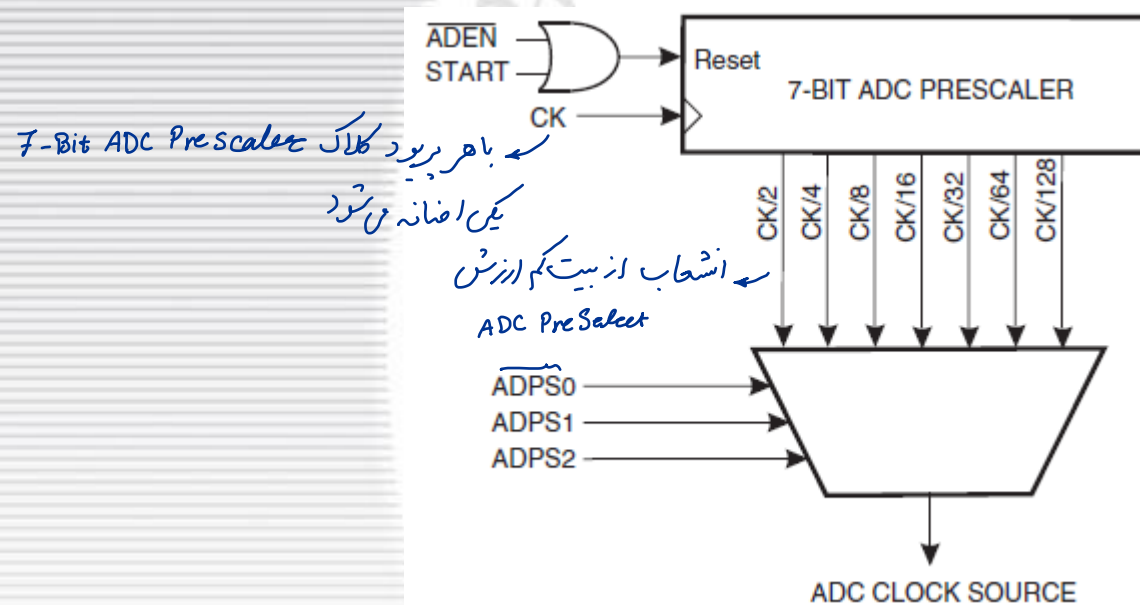 ADEN
START
CK
Reset
7-BIT ADC PRESCALER
با هر پریود کلاک 7-Bit ADC Prescaler
یکی اضافه می‌شود
CK/2
CK/4
CK/8
CK/16
CK/32
CK/64
CK/128
انشعاب از بیت کم ارزش
ADC PreSelect
ADPS0
ADPS1
ADPS2
ADC CLOCK SOURCE